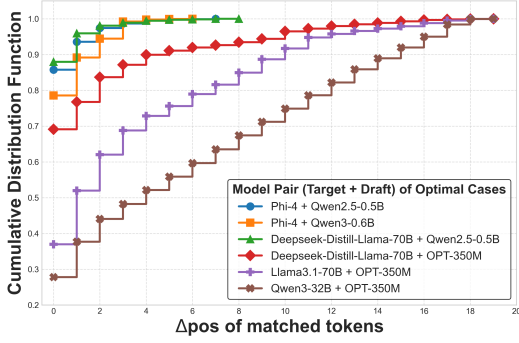 Cumulative Distribution Function
1.0
0.9
0.8
0.7
0.6
0.5
0.4
0.3
0.2
0 2 4 6 8 10 12 14 16 18 20
Δpos of matched tokens
Model Pair (Target + Draft) of Optimal Cases
Phi-4 + Qwen2.5-0.5B
Phi-4 + Qwen3-0.6B
Deepseek-Distill-Llama-70B + Qwen2.5-0.5B
Deepseek-Distill-Llama-70B + OPT-350M
Llama3.1-70B + OPT-350M
Qwen3-32B + OPT-350M